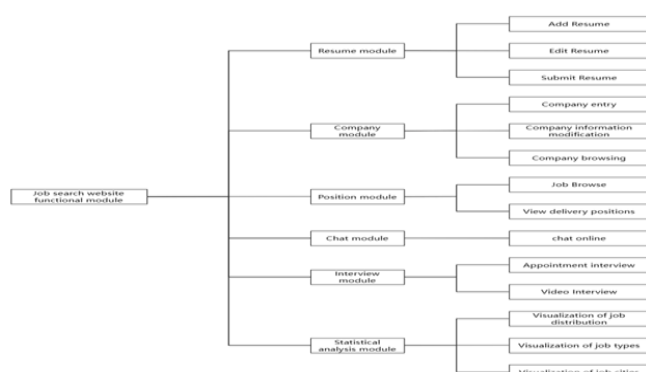 Add Resume
Resume module
Edit Resume
Submit Resume
Company entry
Company
module
Company information
modification
Company browsing
Job Browse
Job search website
functional module
Position module
View delivery positions
Chat module
chat online
Appointment interview
Interview
module
Video Interview
Visualization of job
distribution
Statistical
analysis module
Visualization of job types